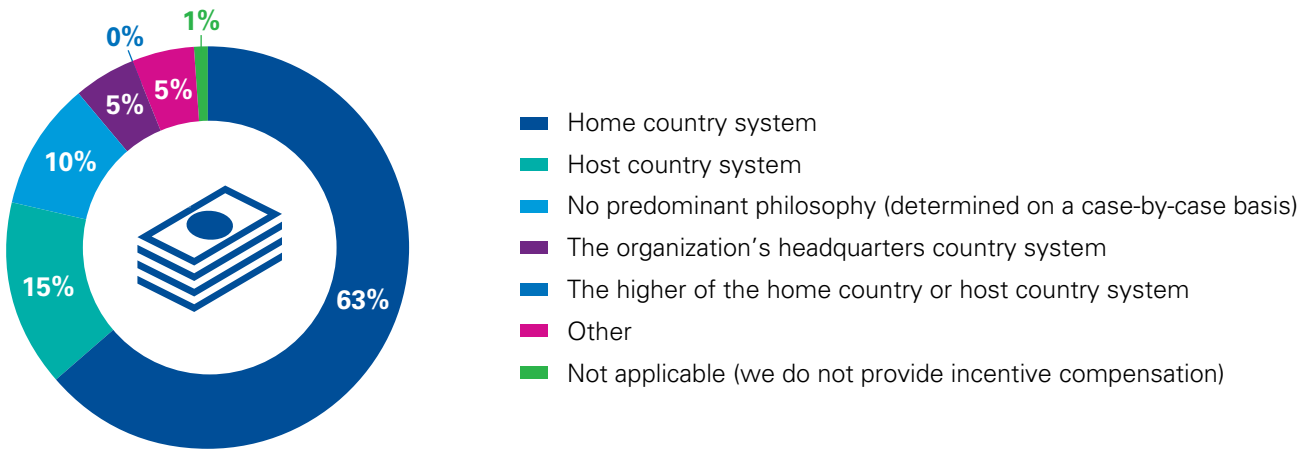 1%
0%
5%
5%
10%
15%
63%
Home country system
Host country system
No predominant philosophy (determined on a case-by-case basis)
The organization’s headquarters country system
The higher of the home country or host country system
Other
Not applicable (we do not provide incentive compensation)